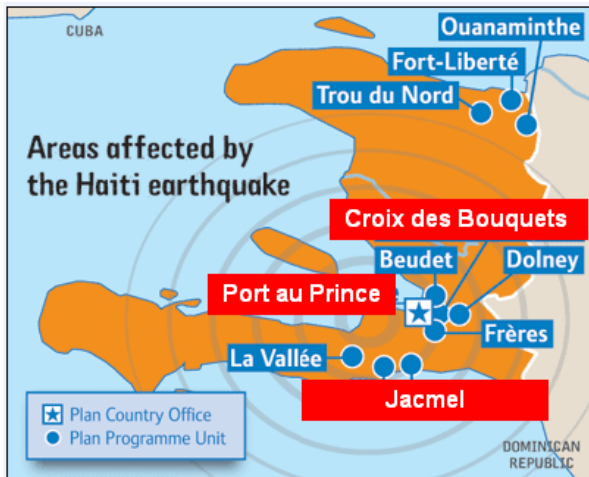 CUBA
Ouanaminthe
Fort-Liberté
Trou du Nord
Areas affected by
the Haiti earthquake
Croix des Bouquets
Beudet
Dolney
Port au Prince
Frères
La Vallée
Jacmel
Plan Country Office
Plan Programme Unit
DOMINICAN
REPUBLIC